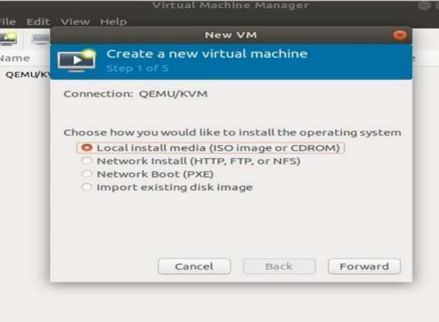 Virtual Machine Manager
File Edit View Help
New VM
Name
Create a new virtual machine
Step 1 of 5
QEMU/KV
Connection: QEMU/KVM
Choose how you would like to install the operating system
Local install media (ISO image or CDROM)
Network Install (HTTP, FTP, or NFS)
Network Boot (PXE)
Import existing disk image
Cancel Back Forward